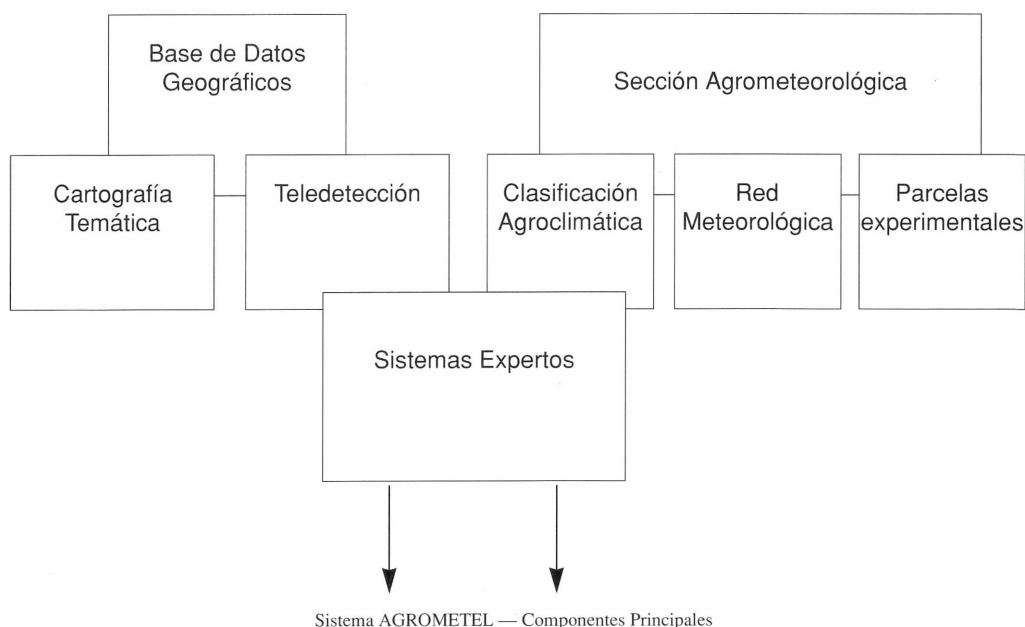 Base de Datos
Geográficos
Sección Agrometeorológica
Cartografía
Temática
Teledetección
Clasificación
Agroclimática
Red
Meteorológica
Parcelas
experimentales
Sistemas Expertos
Sistema AGROMETEL — Componentes Principales